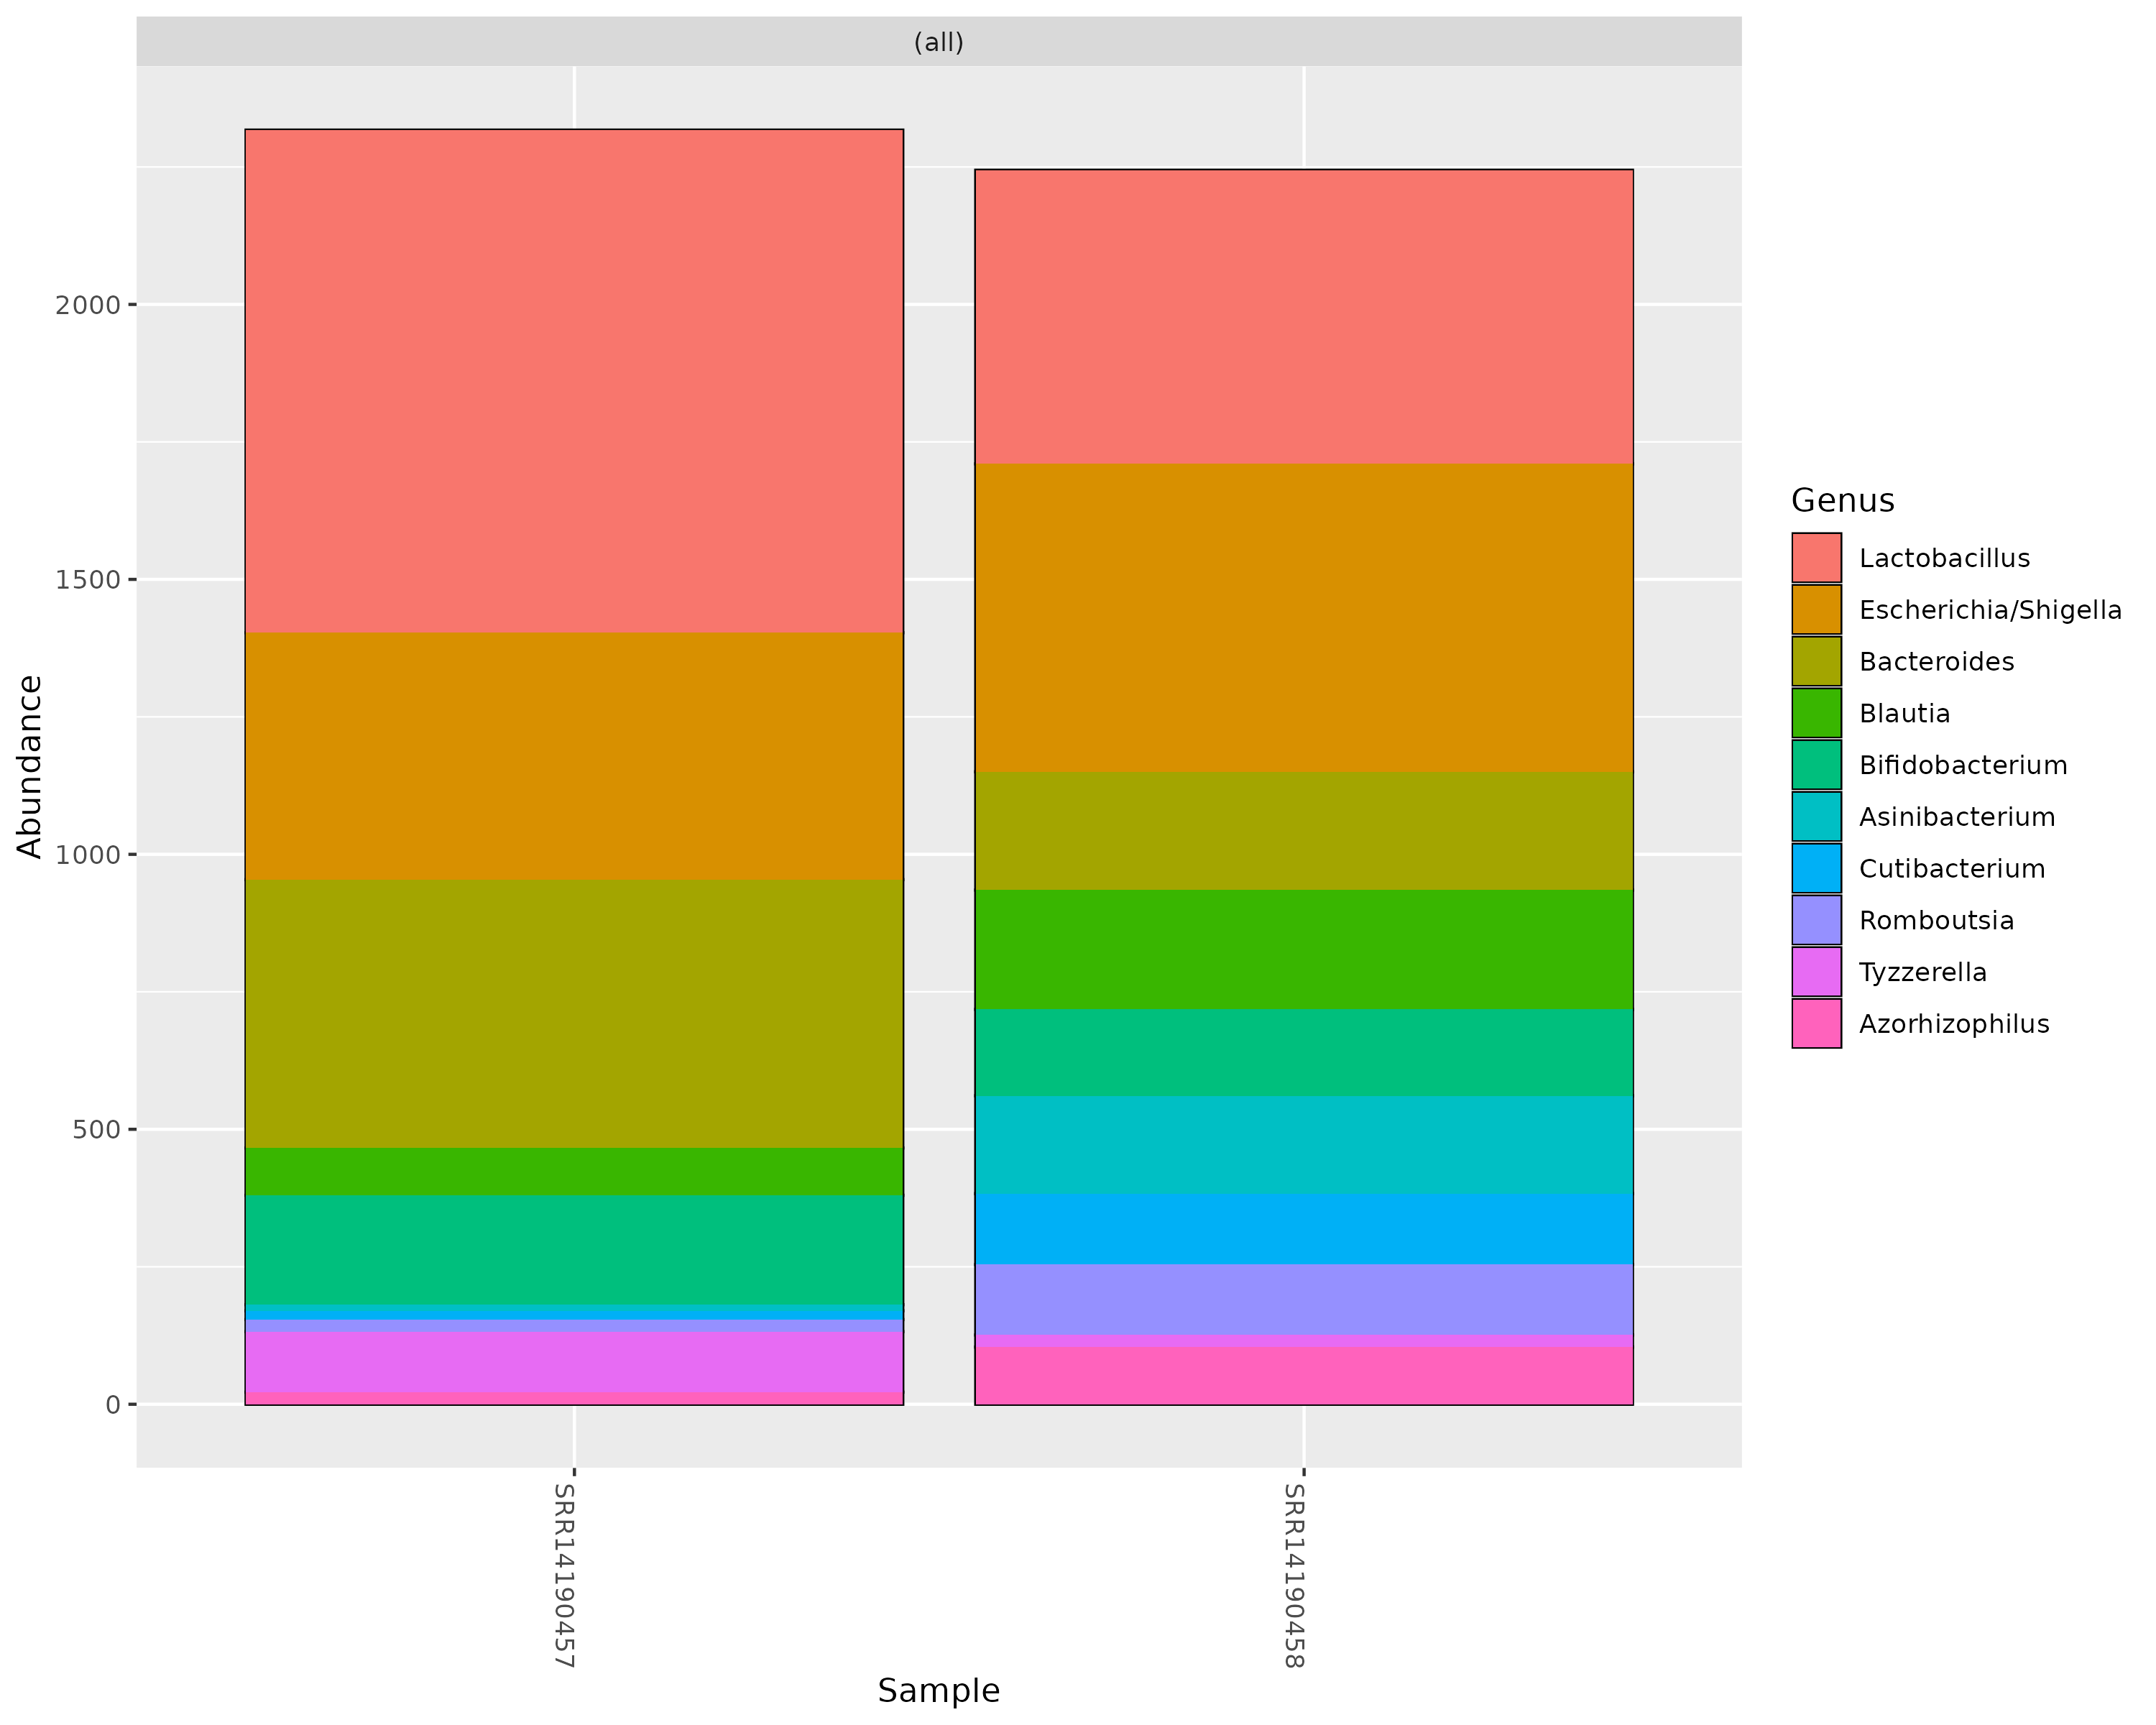 (all)
Abundance
2000
1500
1000
500
0
SRR14190457
SRR14190458
Sample
Genus
Lactobacillus
Escherichia/Shigella
Bacteroides
Blautia
Bifidobacterium
Asinibacterium
Cutibacterium
Romboutsia
Tyzzerella
Azorhizophilus